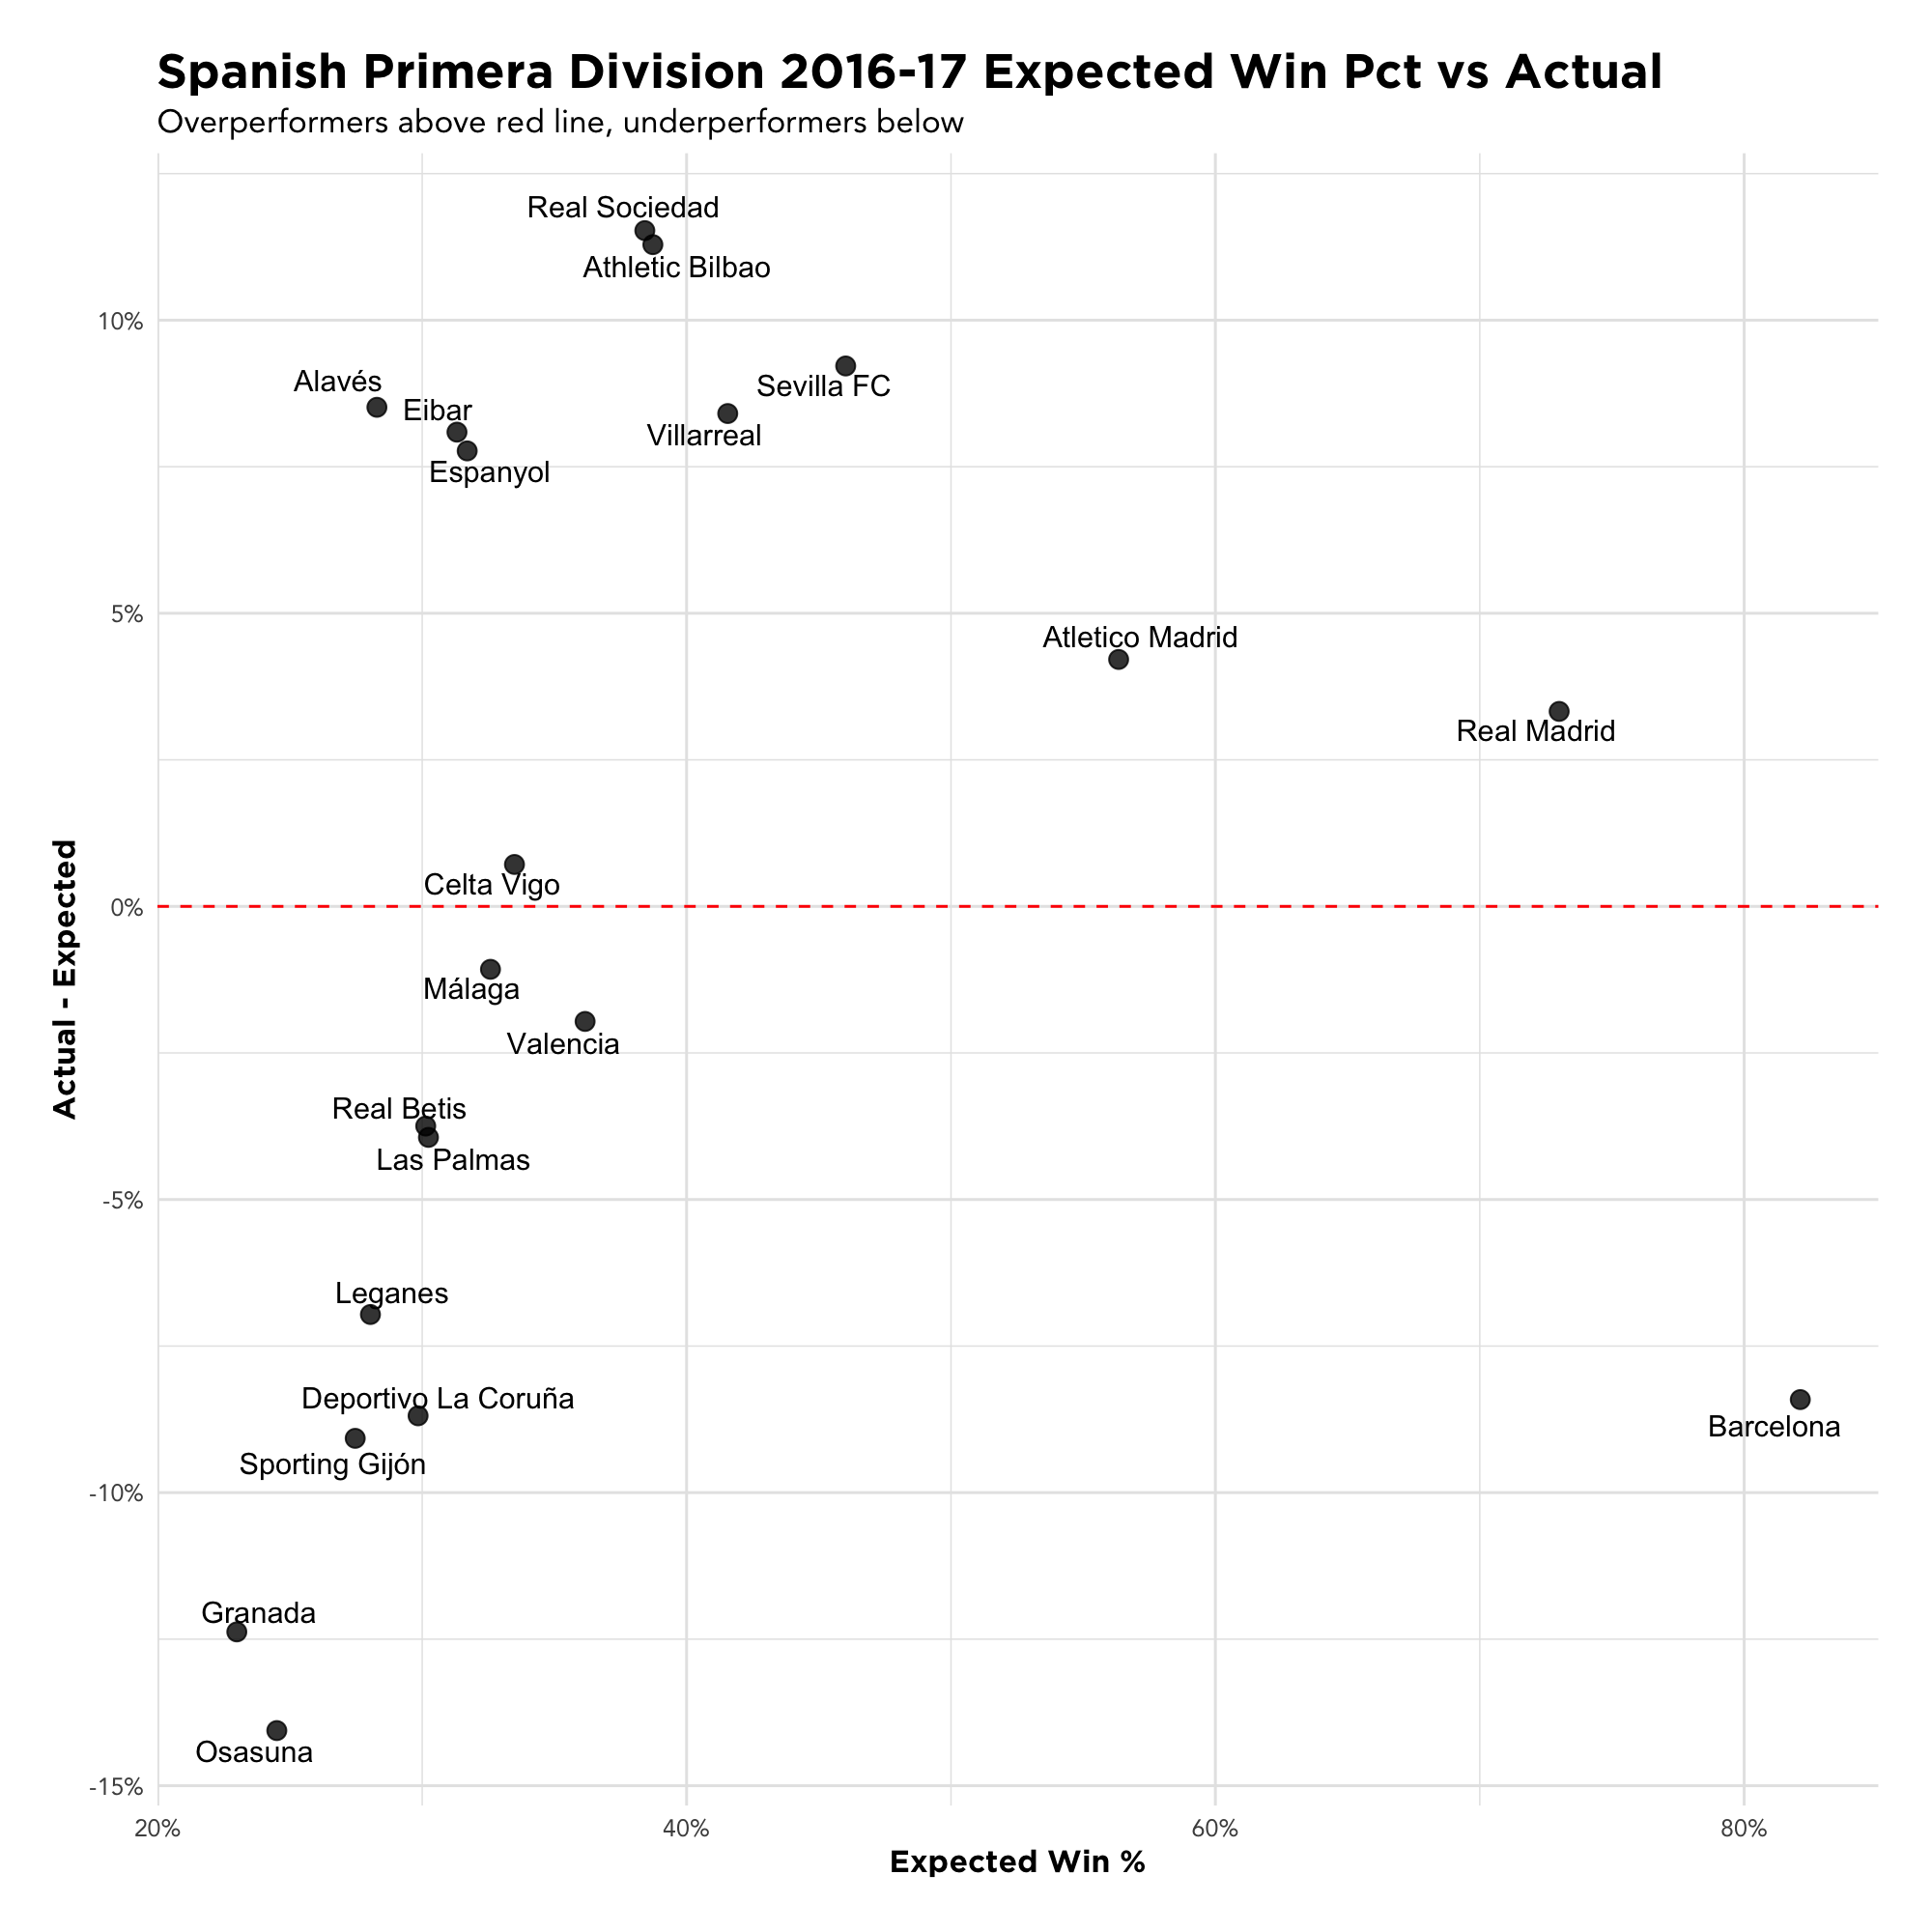 Spanish Primera Division 2016-17 Expected Win Pct vs Actual
Overperformers above red line, underperformers below
Real Sociedad
Athletic Bilbao
10%
Alavés
Sevilla FC
Eibar
Villarreal
Espanyol
5%
Atletico Madrid
Real Madrid
Celta Vigo
0%
Actual - Expected
Málaga
Valencia
Real Betis
Las Palmas
-5%
Leganes
Deportivo La Coruña
Barcelona
Sporting Gijón
-10%
Granada
Osasuna
-15%
20% 40% 60% 80%
Expected Win %